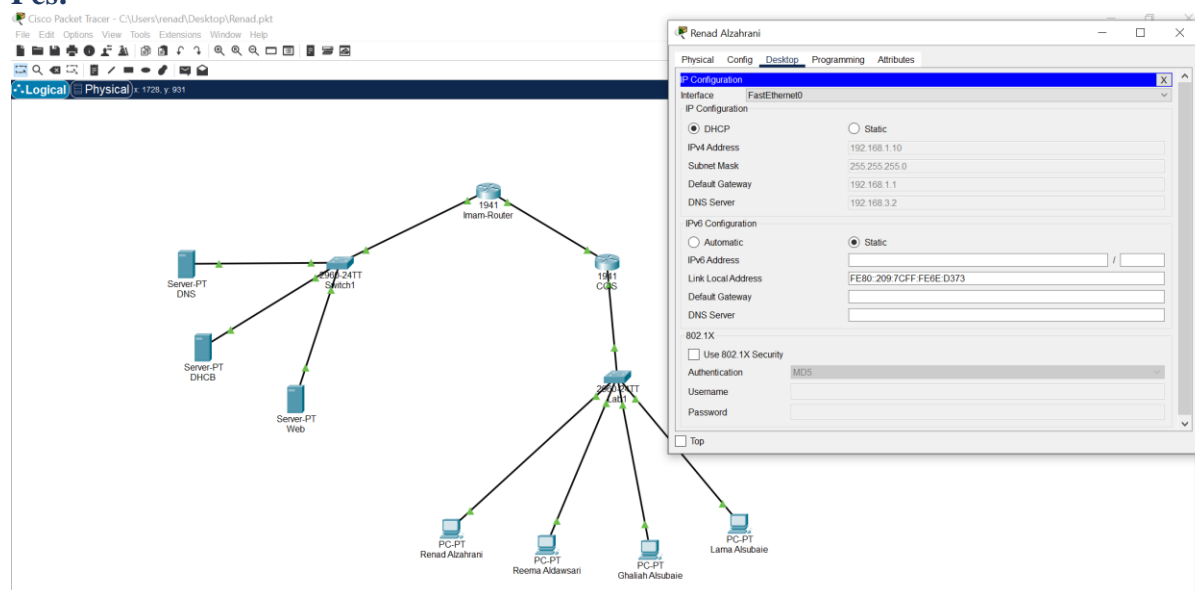 Pcs:
Cisco Packet Tracer - C:\Users\renad\Desktop\Renad.pkt
File Edit Options View Tools Extensions Window Help
Logical Physical x: 1728, y: 931
1941
Imam-Router
Server-PT
DNS
2960-24TT
Switch1
1941
Server-PT
DHCB
Server-PT
Web
2960-24TT
Lab1
PC-PT
Renad Alzahrani
PC-PT
Reema Aldawsari
PC-PT
Ghaliah Alsubaie
PC-PT
Lama Alsubaie
Renad Alzahrani
Physical Config Desktop Programming Attributes
IP Configuration X
Interface FastEthernet0
IP Configuration
DHCP Static
IPv4 Address 192.168.1.10
Subnet Mask 255.255.255.0
Default Gateway 192.168.1.1
DNS Server 192.168.3.2
IPv6 Configuration
Automatic Static
IPv6 Address /
Link Local Address FE80::209:7CFF:FE6E:D373
Default Gateway
DNS Server
802.1X
Use 802.1X Security
Authentication MD5
Username
Password
Top